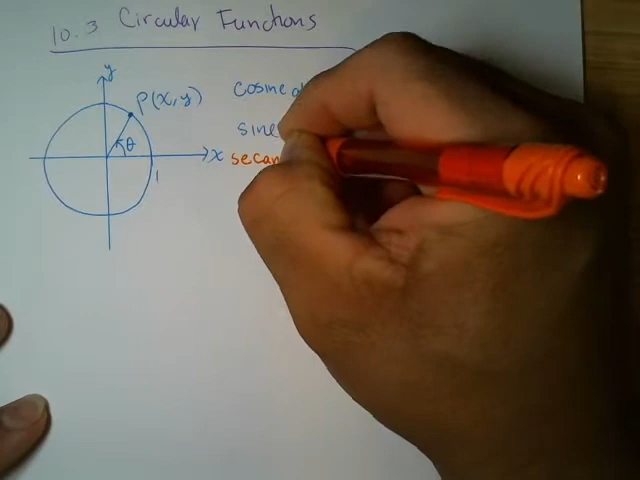 10.3 Circular Functions
y
P(x,y)
cosine
sine
θ
x
secan
1